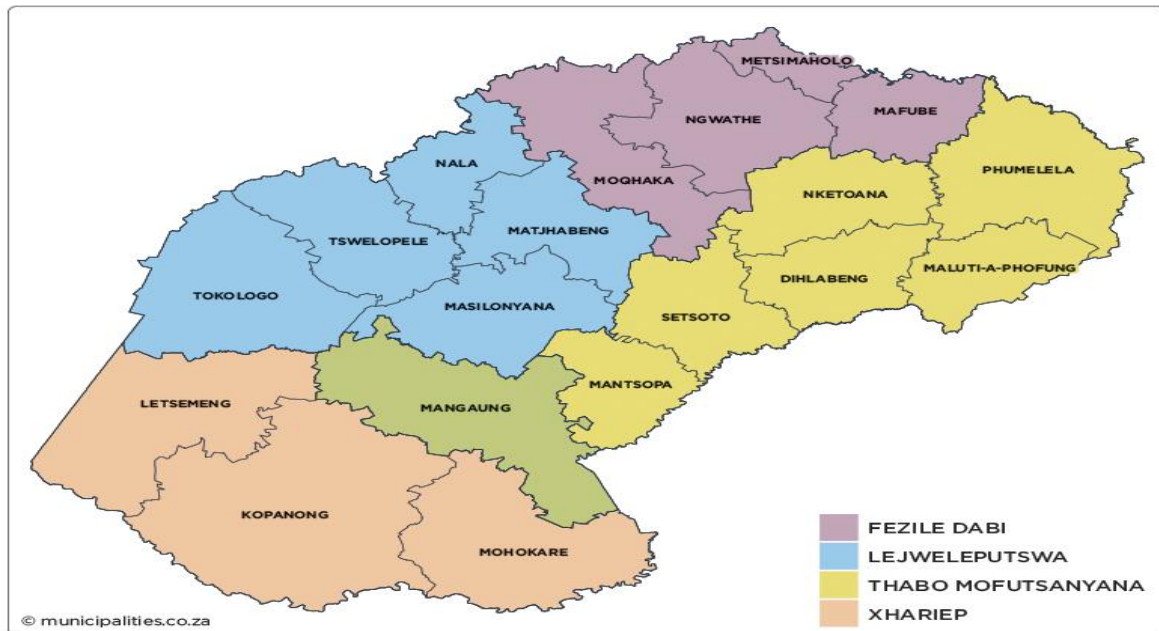 METSIMAHOLO
MAFUBE
NGWATHE
NALA
MOQHAKA
PHUMELELA
NKETOANA
TSWELOPELE
MATJHABENG
MALUTI-A-PHOFUNG
DIHLABENG
TOKOLOGO
MASILONYANA
SETSOTO
MANTSOPA
LETSEMENG
MANGAUNG
KOPANONG
MOHOKARE
FEZILE DABI
LEJWELEPUTSWA
THABO MOFUTSANYANA
XHARIEP
© municipalities.co.za